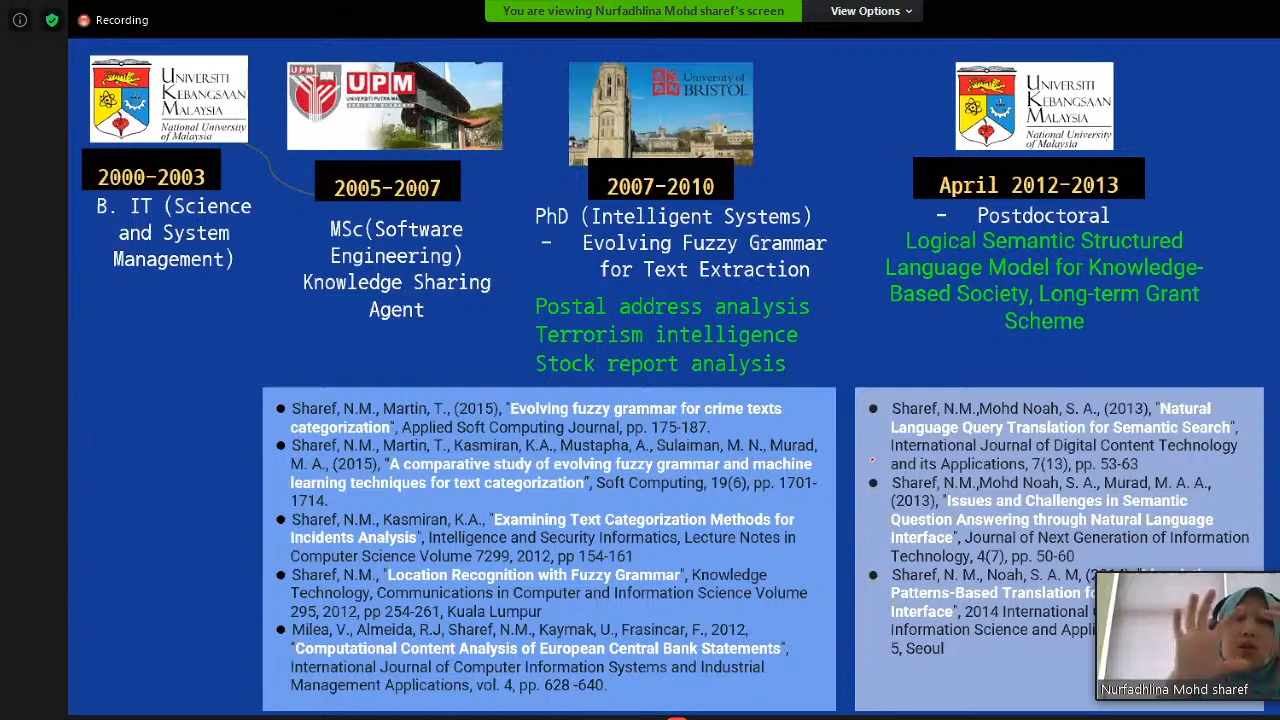 Recording
You are viewing Nurfadhlina Mohd sharef's screen
View Options
UNIVERSITI
KEBANGSAAN
MALAYSIA
National University
of Malaysia
2000-2003
B. IT (Science
and System
Management)
UPM
UPM
UNIVERSITI PUTRA
2005-2007
MSc(Software
Engineering)
Knowledge Sharing
Agent
University of
BRISTOL
2007-2010
PhD (Intelligent Systems)
- Evolving Fuzzy Grammar
for Text Extraction
Postal address analysis
Terrorism intelligence
Stock report analysis
UNIVERSITI
KEBANGSAAN
MALAYSIA
National University
of Malaysia
April 2012-2013
- Postdoctoral
Logical Semantic Structured
Language Model for Knowledge-
Based Society, Long-term Grant
Scheme
● Sharef, N.M., Martin, T., (2015), "Evolving fuzzy grammar for crime texts
categorization", Applied Soft Computing Journal, pp. 175-187.
● Sharef, N.M., Martin, T., Kasmiran, K.A., Mustapha, A., Sulaiman, M. N., Murad,
M. A., (2015), "A comparative study of evolving fuzzy grammar and machine
learning techniques for text categorization", Soft Computing, 19(6), pp. 1701-
1714.
● Sharef, N.M., Kasmiran, K.A., "Examining Text Categorization Methods for
Incidents Analysis", Intelligence and Security Informatics, Lecture Notes in
Computer Science Volume 7299, 2012, pp 154-161
● Sharef, N.M., "Location Recognition with Fuzzy Grammar", Knowledge
Technology, Communications in Computer and Information Science Volume
295, 2012, pp 254-261, Kuala Lumpur
● Milea, V., Almeida, R.J, Sharef, N.M., Kaymak, U., Frasincar, F., 2012,
"Computational Content Analysis of European Central Bank Statements",
International Journal of Computer Information Systems and Industrial
Management Applications, vol. 4, pp. 628 -640.
● Sharef, N.M.,Mohd Noah, S. A., (2013), "Natural
Language Query Translation for Semantic Search",
International Journal of Digital Content Technology
and its Applications, 7(13), pp. 53-63
● Sharef, N.M.,Mohd Noah, S. A., Murad, M. A. A.,
(2013), "Issues and Challenges in Semantic
Question Answering through Natural Language
Interface", Journal of Next Generation of Information
Technology, 4(7), pp. 50-60
● Sharef, N. M., Noah, S. A. M,
Patterns-Based Translation
Interface", 2014 International
Information Science and
5, Seoul
Nurfadhlina Mohd sharef